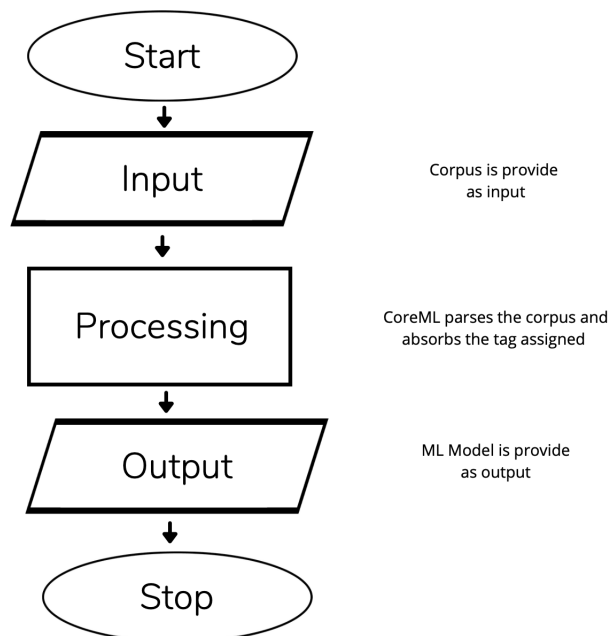 Start
Input
Corpus is provide
as input
Processing
CoreML parses the corpus and
absorbs the tag assigned
Output
ML Model is provide
as output
Stop